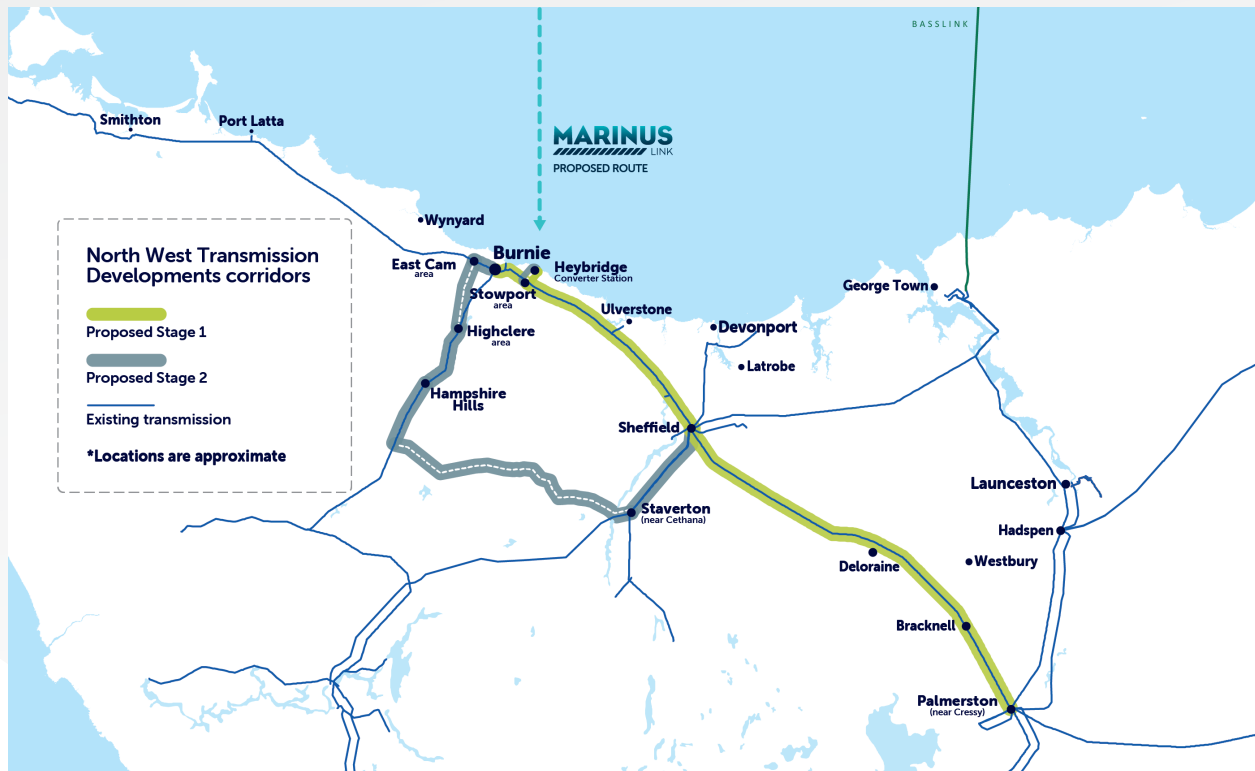 BASSLINK
Smithton
Port Latta
MARINUS
LINK
PROPOSED ROUTE
Wynyard
North West Transmission
Developments corridors
Proposed Stage 1
Proposed Stage 2
Existing transmission
*Locations are approximate
Burnie
East Cam
area
Heybridge
Converter Station
Stowport
area
George Town
Ulverstone
Devonport
Highclere
area
Latrobe
Hampshire
Hills
Sheffield
Launceston
Staverton
(near Cethana)
Hadspen
Deloraine
Westbury
Bracknell
Palmerston
(near Cressy)